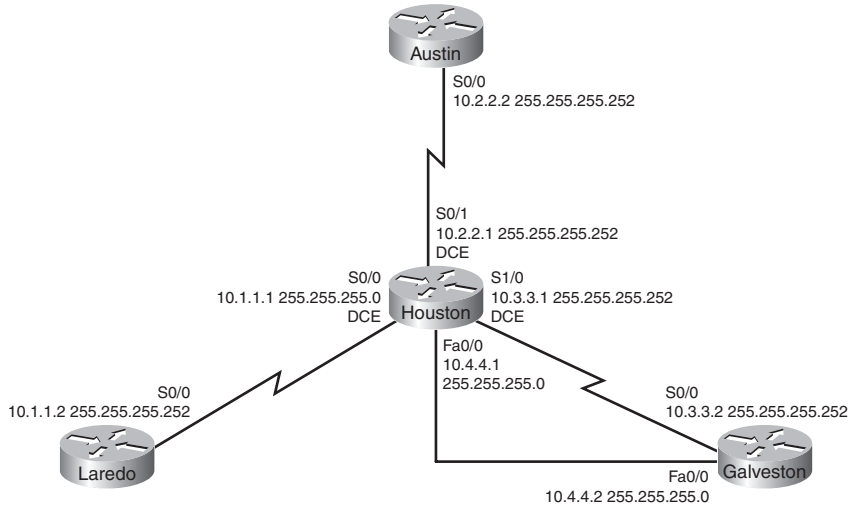 Austin
S0/0
10.2.2.2 255.255.255.252
S0/1
10.2.2.1 255.255.255.252
DCE
S0/0
10.1.1.1 255.255.255.0
DCE
S1/0
10.3.3.1 255.255.255.252
DCE
Houston
Fa0/0
10.4.4.1
255.255.255.0
S0/0
10.1.1.2 255.255.255.252
Laredo
S0/0
10.3.3.2 255.255.255.252
Galveston
Fa0/0
10.4.4.2 255.255.255.0